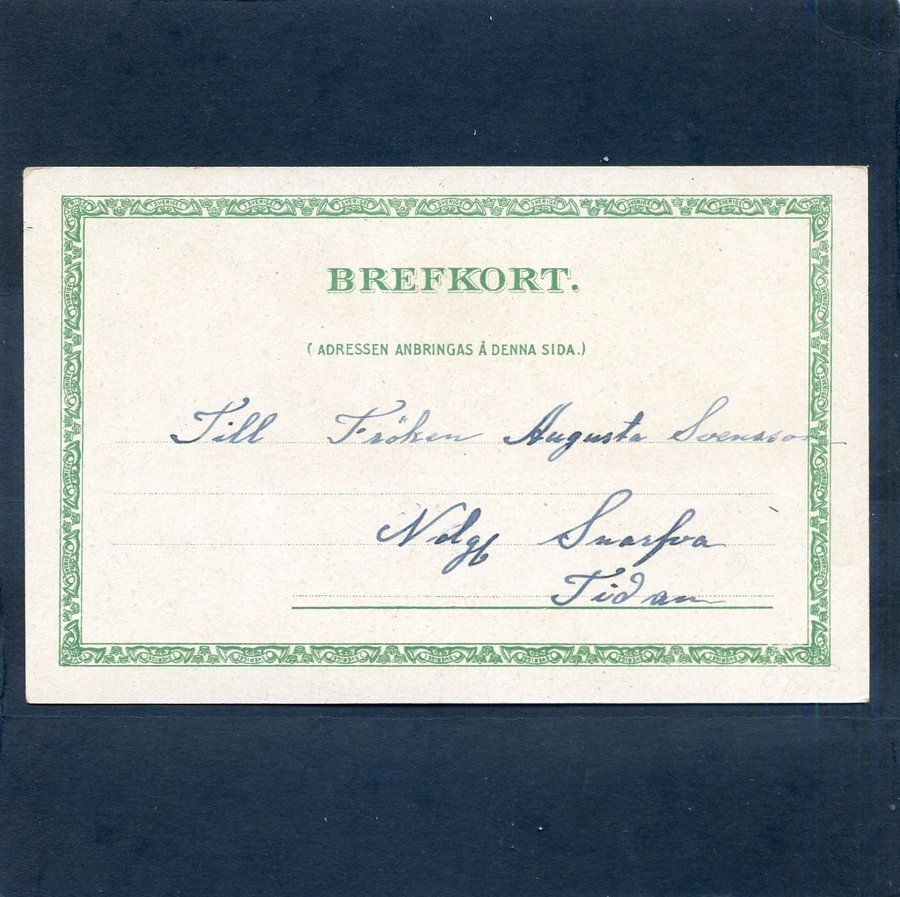 BREFKORT.
( ADRESSEN ANBRINGAS Á DENNA SIDA.)
Till Fröken Augusta Svensson
Snarfva
Tidan